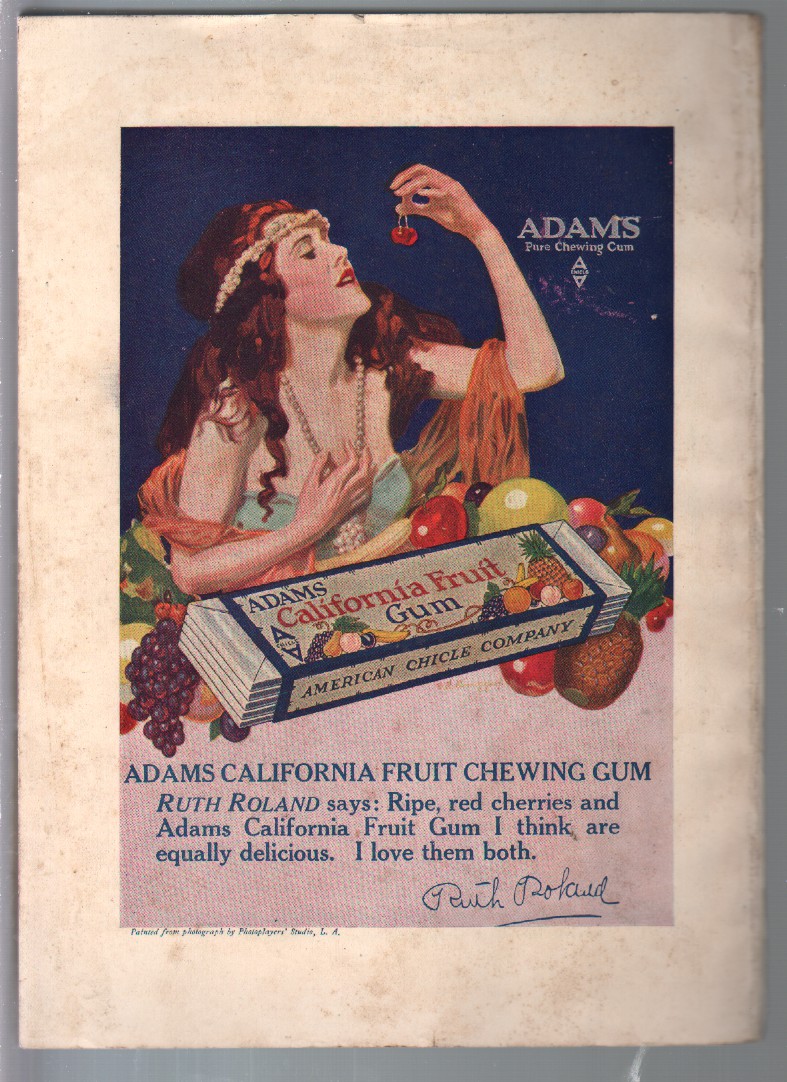 ADAMS
Pure Chewing Gum
A
CHICLE
ADAMS
California Fruit
Gum
A
CHICLE
AMERICAN CHICLE COMPANY
ADAMS CALIFORNIA FRUIT CHEWING GUM
RUTH ROLAND says: Ripe, red cherries and
Adams California Fruit Gum I think are
equally delicious. I love them both.
Ruth Roland
Painted from photograph by Photoplayers' Studio, L. A.